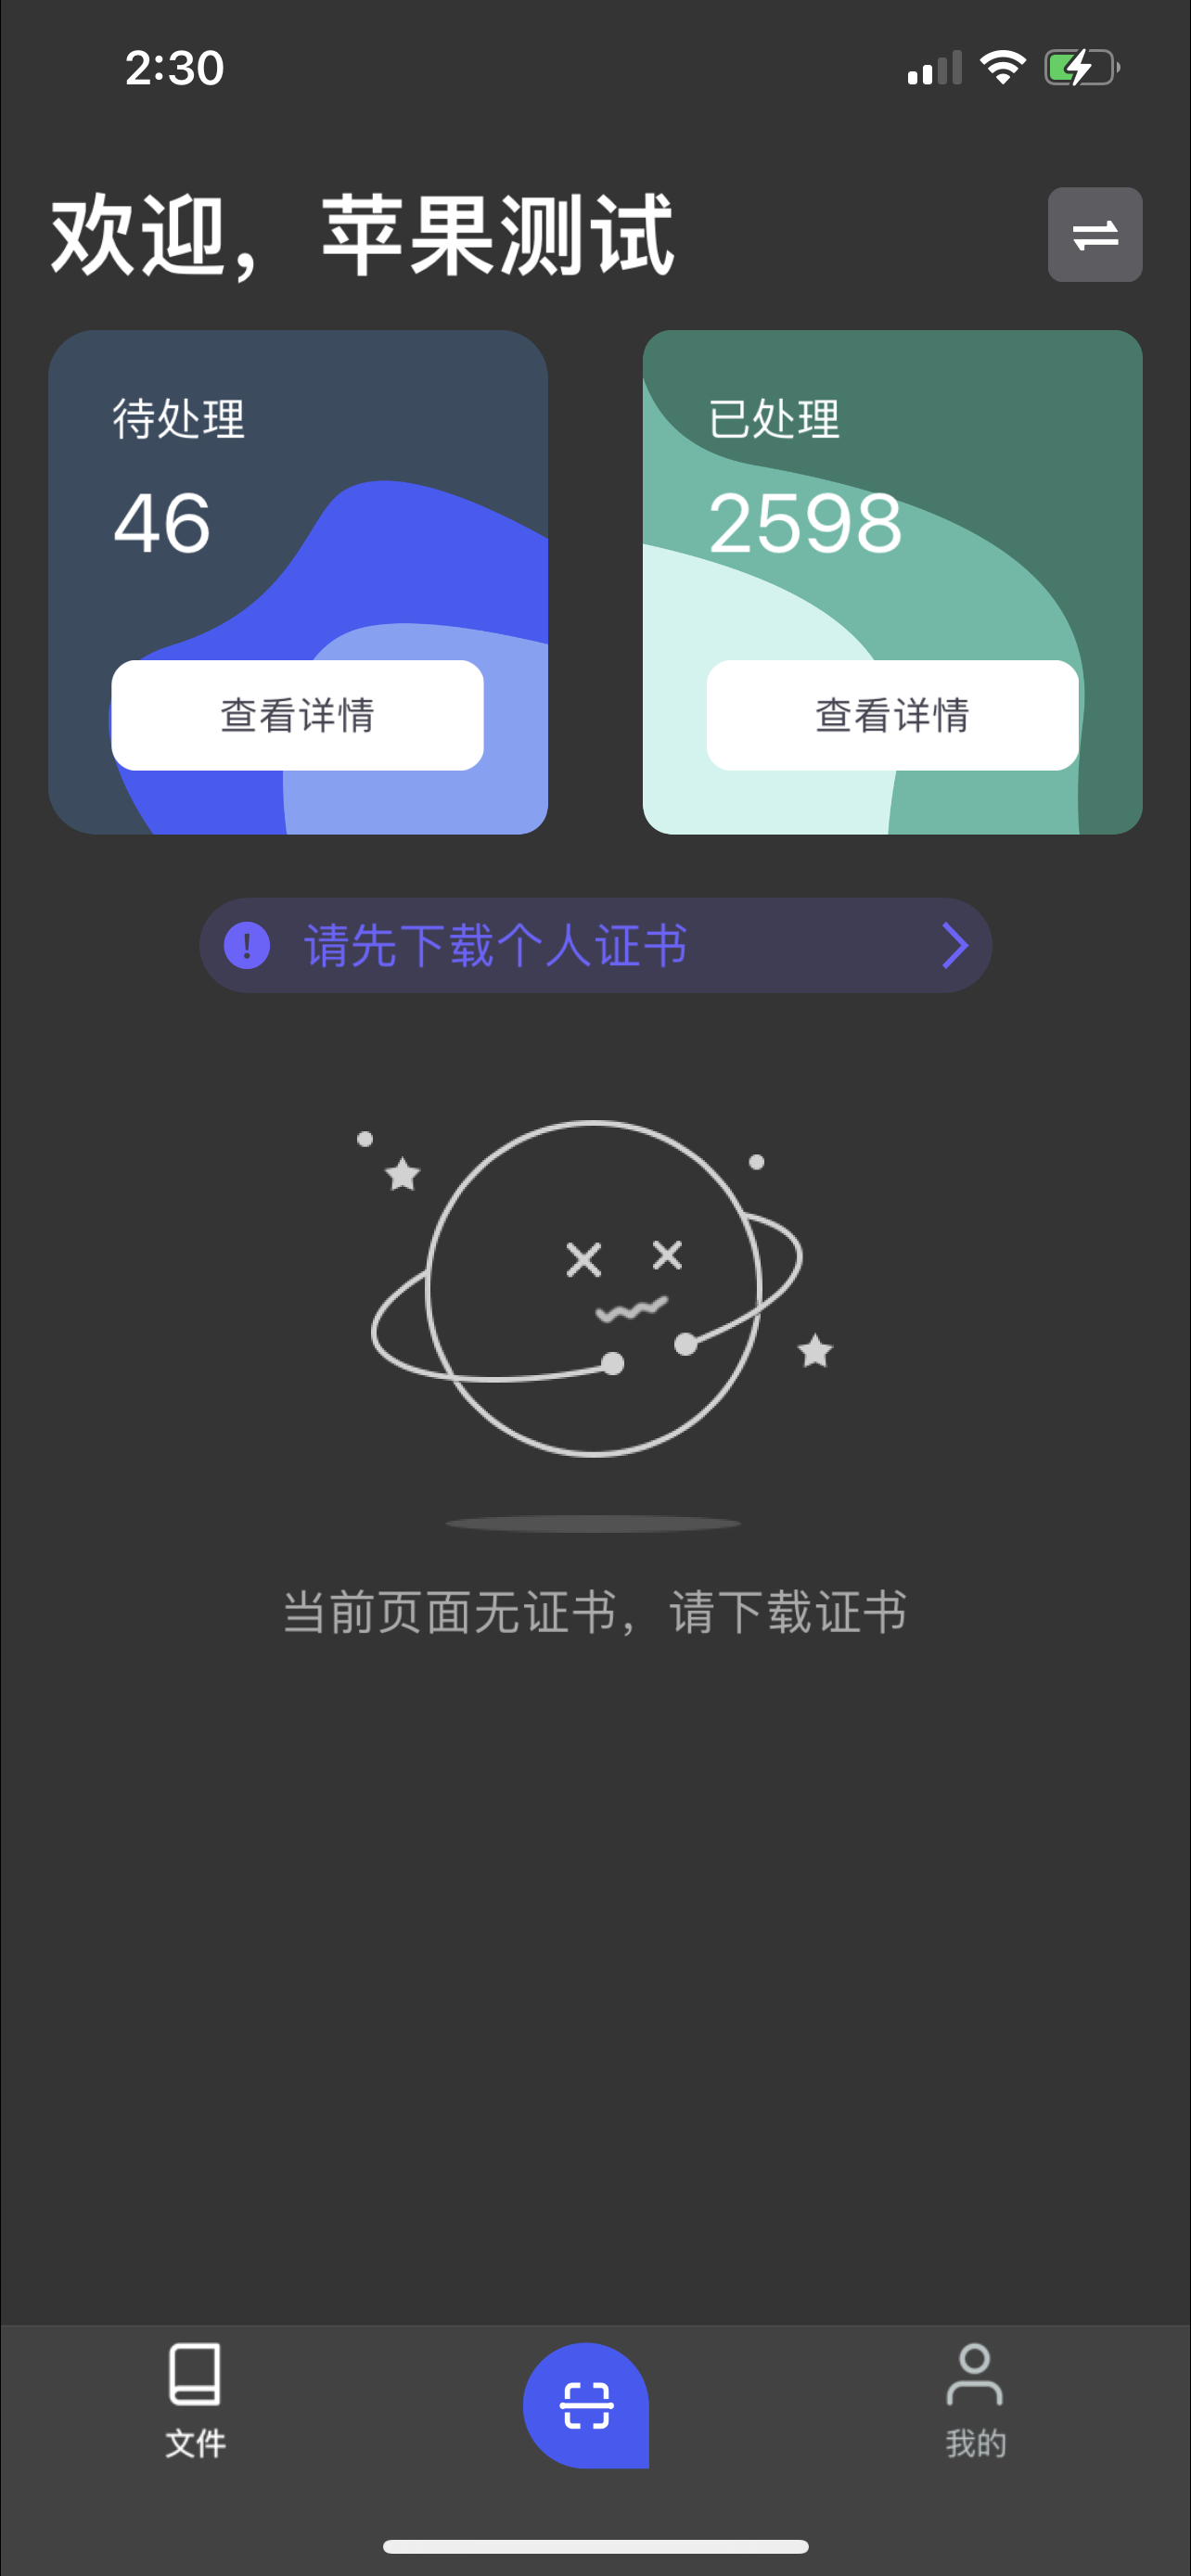 2:30
欢迎，苹果测试
待处理
46
查看详情
已处理
2598
查看详情
请先下载个人证书
当前页面无证书，请下载证书
文件
我的